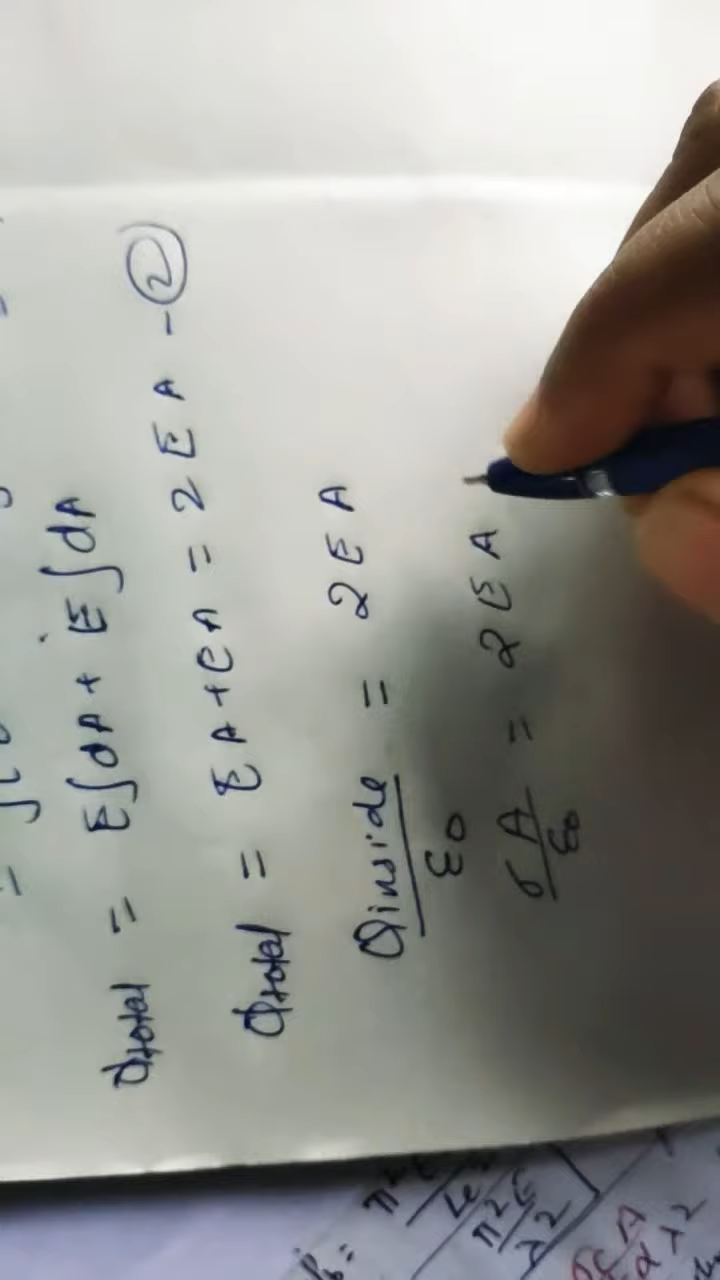 ϕtotal = E∫dA + E∫dA
ϕtotal = EA + EA = 2EA - ②
Qinside/ε0 = 2EA
σA/ε0 = 2EA